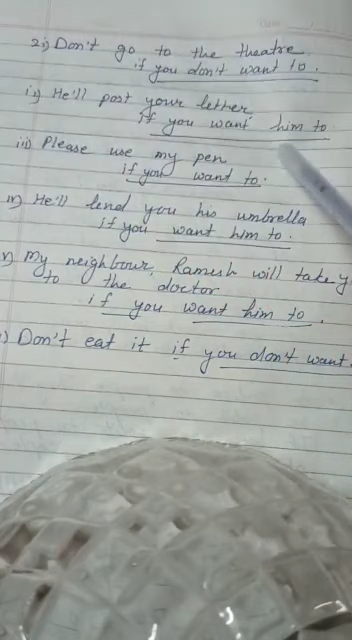 2i) Don't go to the theatre
if you don't want to.
ii) He'll post your letter
if you want him to
iii) Please use my pen
if you want to.
iv) He'll lend you his umbrella
if you want him to.
v) My neighbour, Ramesh will take y
to the doctor
if you want him to.
) Don't eat it if you don't want.